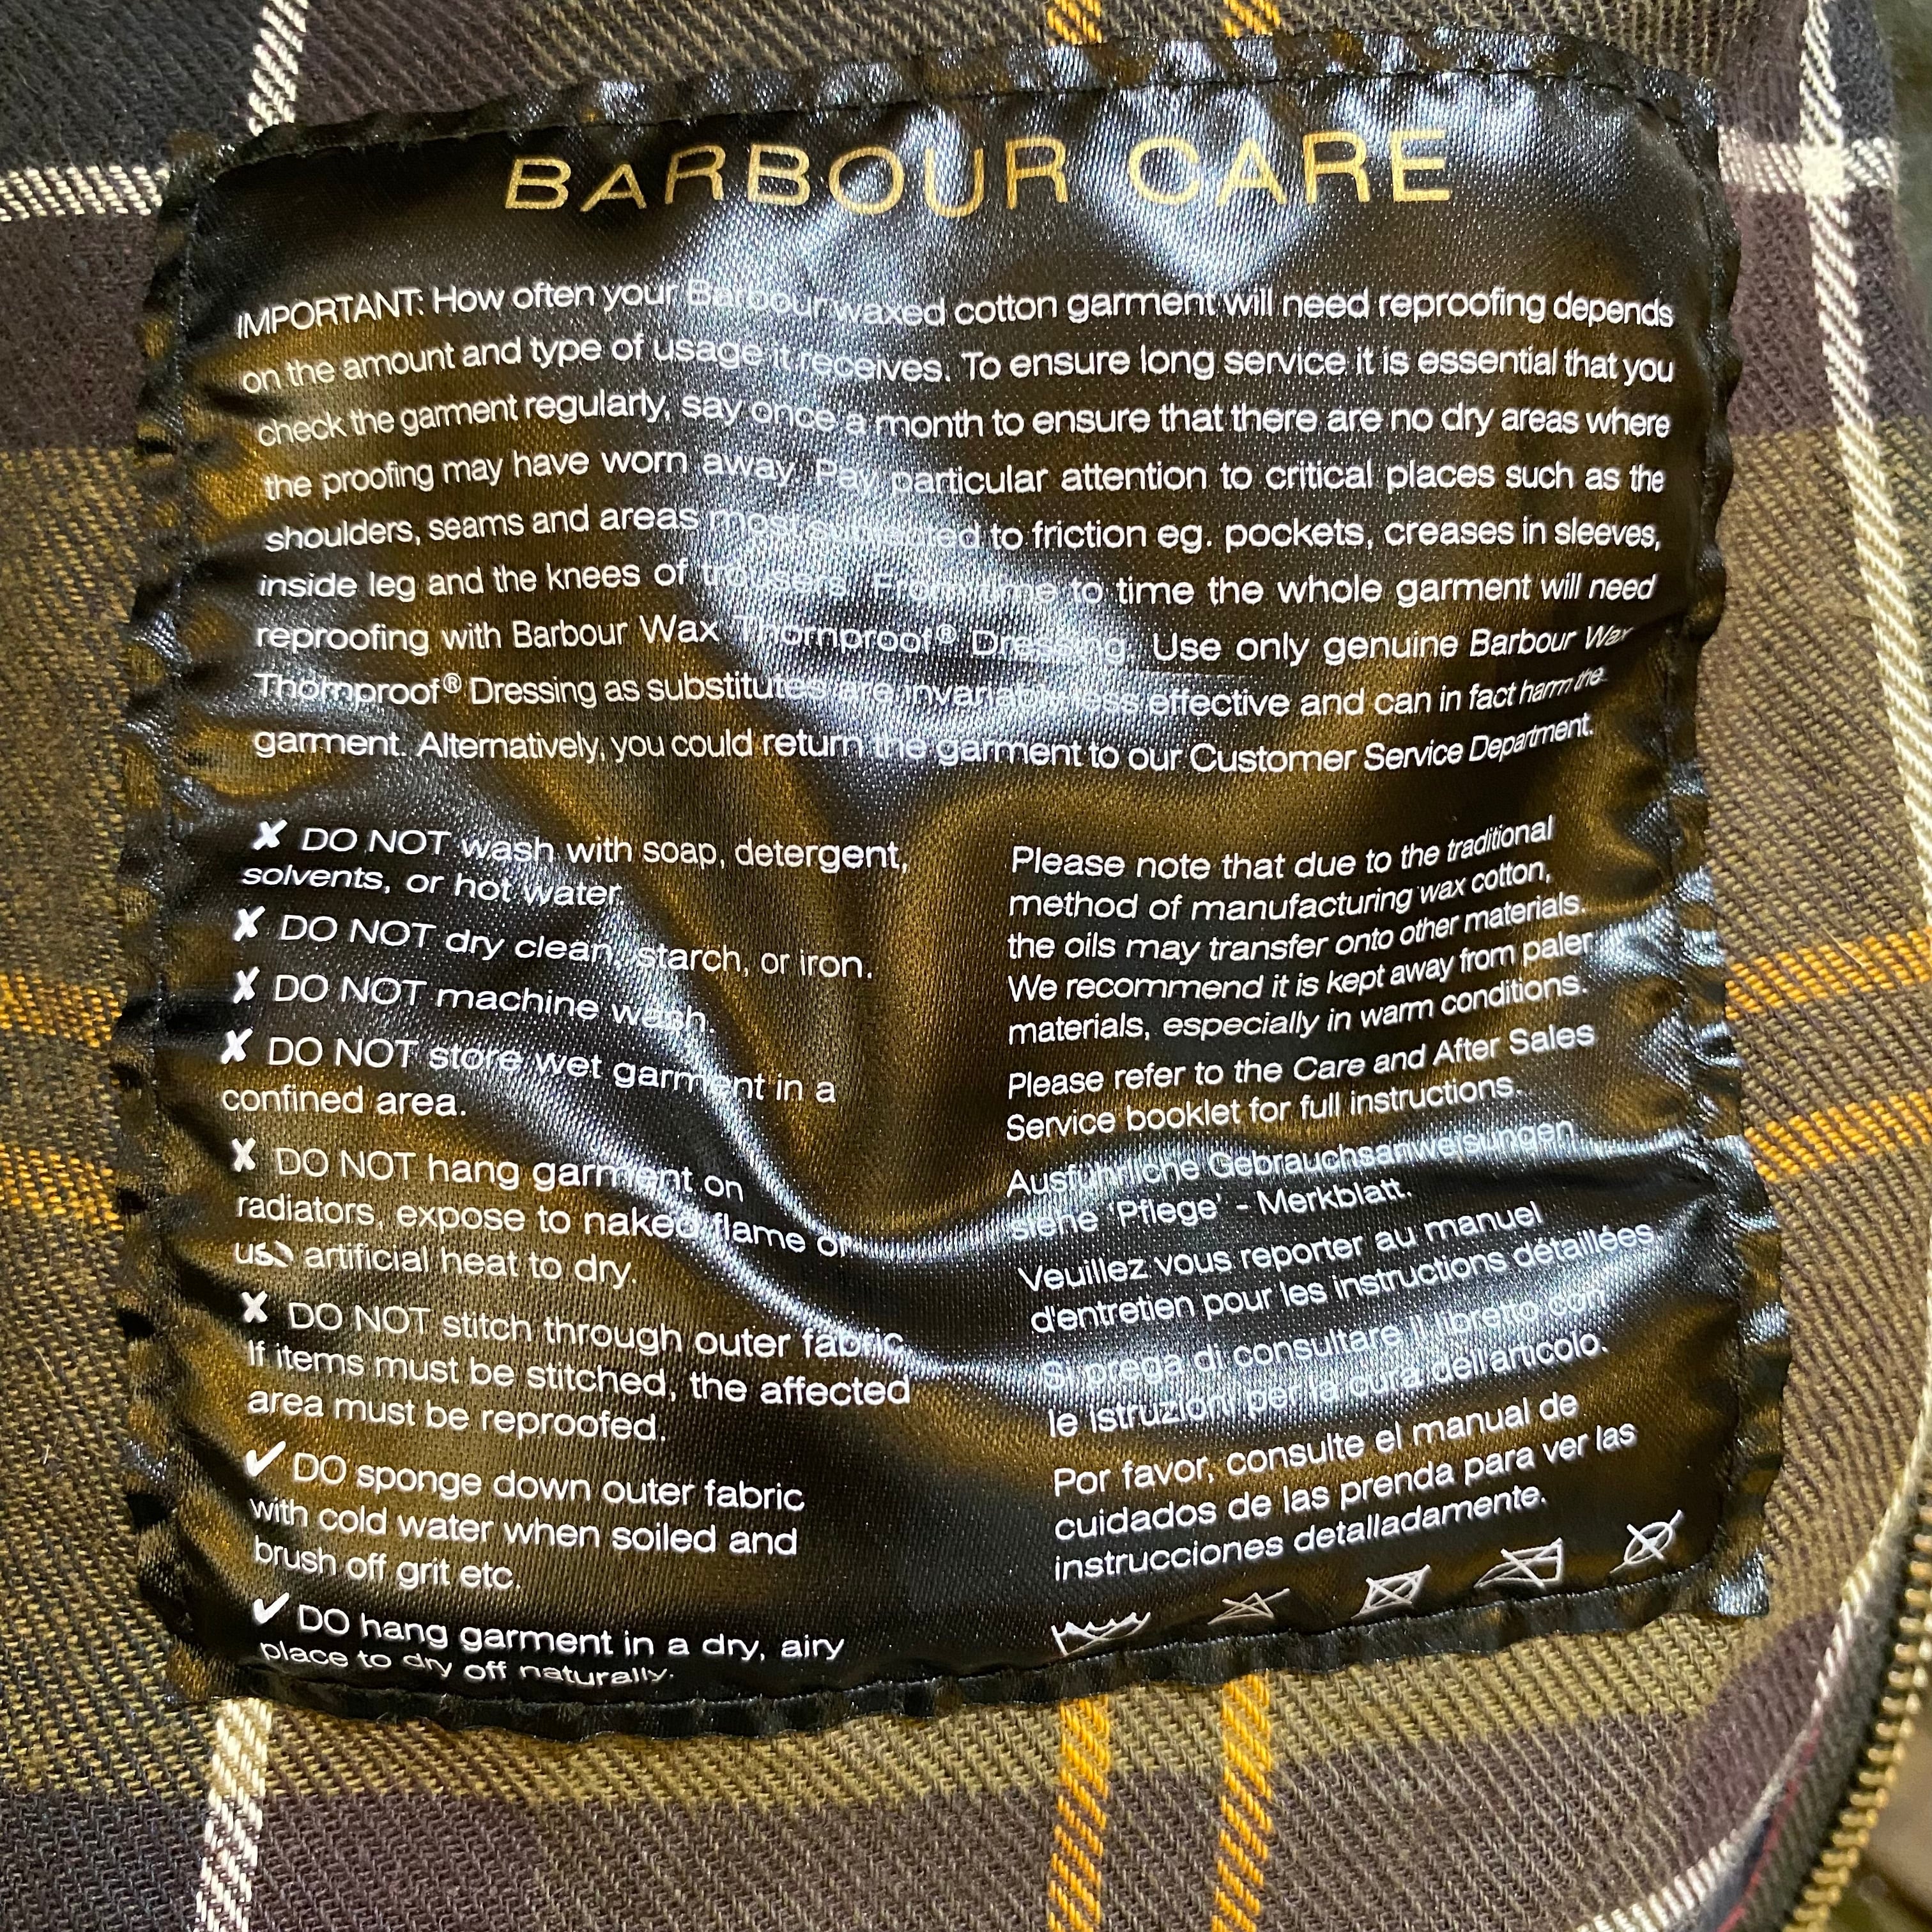 BARBOUR CARE
IMPORTANT: How often your Barbour waxed cotton garment will need reproofing depends
on the amount and type of usage it receives. To ensure long service it is essential that you
check the garment regularly, say once a month to ensure that there are no dry areas where
the proofing may have worn away. Pay particular attention to critical places such as the
shoulders, seams and areas most subjected to friction eg. pockets, creases in sleeves,
inside leg and the knees of trousers. From time to time the whole garment will need
reproofing with Barbour Wax Thornproof® Dressing. Use only genuine Barbour Wax
Thornproof® Dressing as substitutes are invariably less effective and can in fact harm the
garment. Alternatively, you could return the garment to our Customer Service Department.
✘ DO NOT wash with soap, detergent,
solvents, or hot water.
✘ DO NOT dry clean, starch, or iron.
✘ DO NOT machine wash.
✘ DO NOT store wet garment in a
confined area.
✘ DO NOT hang garment on
radiators, expose to naked flame or
use artificial heat to dry.
✘ DO NOT stitch through outer fabric.
If items must be stitched, the affected
area must be reproofed.
✔ DO sponge down outer fabric
with cold water when soiled and
brush off grit etc.
✔ DO hang garment in a dry, airy
place to dry off naturally.
Please note that due to the traditional
method of manufacturing wax cotton,
the oils may transfer onto other materials.
We recommend it is kept away from paler
materials, especially in warm conditions.
Please refer to the Care and After Sales
Service booklet for full instructions.
Ausführliche Gebrauchsanweisungen
siehe 'Pflege' - Merkblatt.
Veuillez vous reporter au manuel
d'entretien pour les instructions détaillées
Si prega di consultare il libretto con
le istruzioni per la cura dell'articolo.
Por favor, consulte el manual de
cuidados de las prenda para ver las
instrucciones detalladamente.